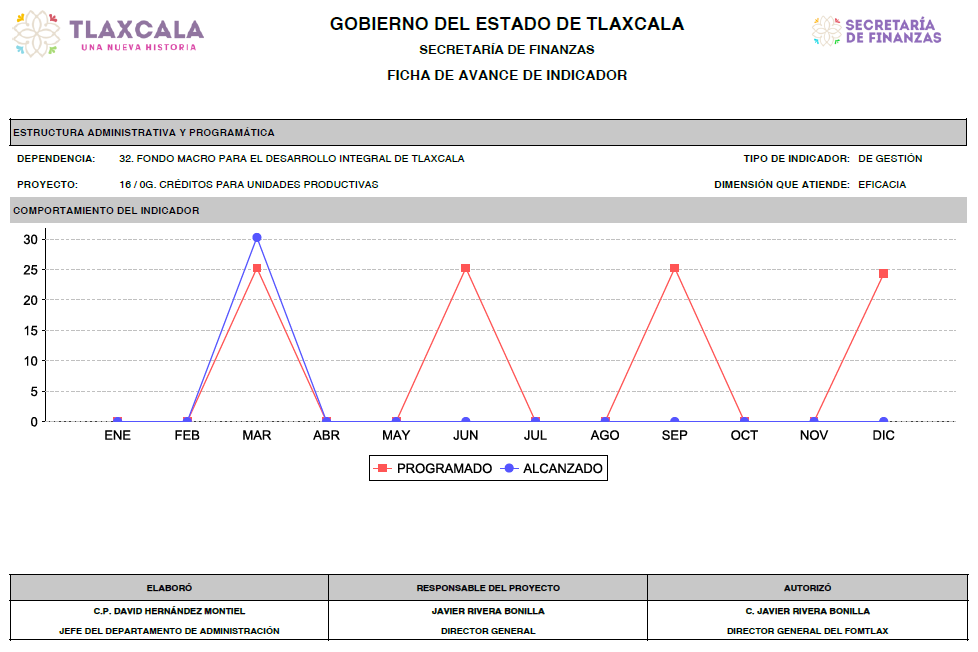 TLAXCALA
UNA NUEVA HISTORIA
GOBIERNO DEL ESTADO DE TLAXCALA
SECRETARÍA DE FINANZAS
FICHA DE AVANCE DE INDICADOR
SECRETARÍA
DE FINANZAS
ESTRUCTURA ADMINISTRATIVA Y PROGRAMÁTICA
DEPENDENCIA: 32. FONDO MACRO PARA EL DESARROLLO INTEGRAL DE TLAXCALA TIPO DE INDICADOR: DE GESTIÓN
PROYECTO: 16 / 0G. CRÉDITOS PARA UNIDADES PRODUCTIVAS DIMENSIÓN QUE ATIENDE: EFICACIA
COMPORTAMIENTO DEL INDICADOR
30
25
20
15
10
5
0
ENE FEB MAR ABR MAY JUN JUL AGO SEP OCT NOV DIC
PROGRAMADO ALCANZADO
ELABORÓ RESPONSABLE DEL PROYECTO AUTORIZÓ
C.P. DAVID HERNÁNDEZ MONTIEL JAVIER RIVERA BONILLA C. JAVIER RIVERA BONILLA
JEFE DEL DEPARTAMENTO DE ADMINISTRACIÓN DIRECTOR GENERAL DIRECTOR GENERAL DEL FOMTLAX